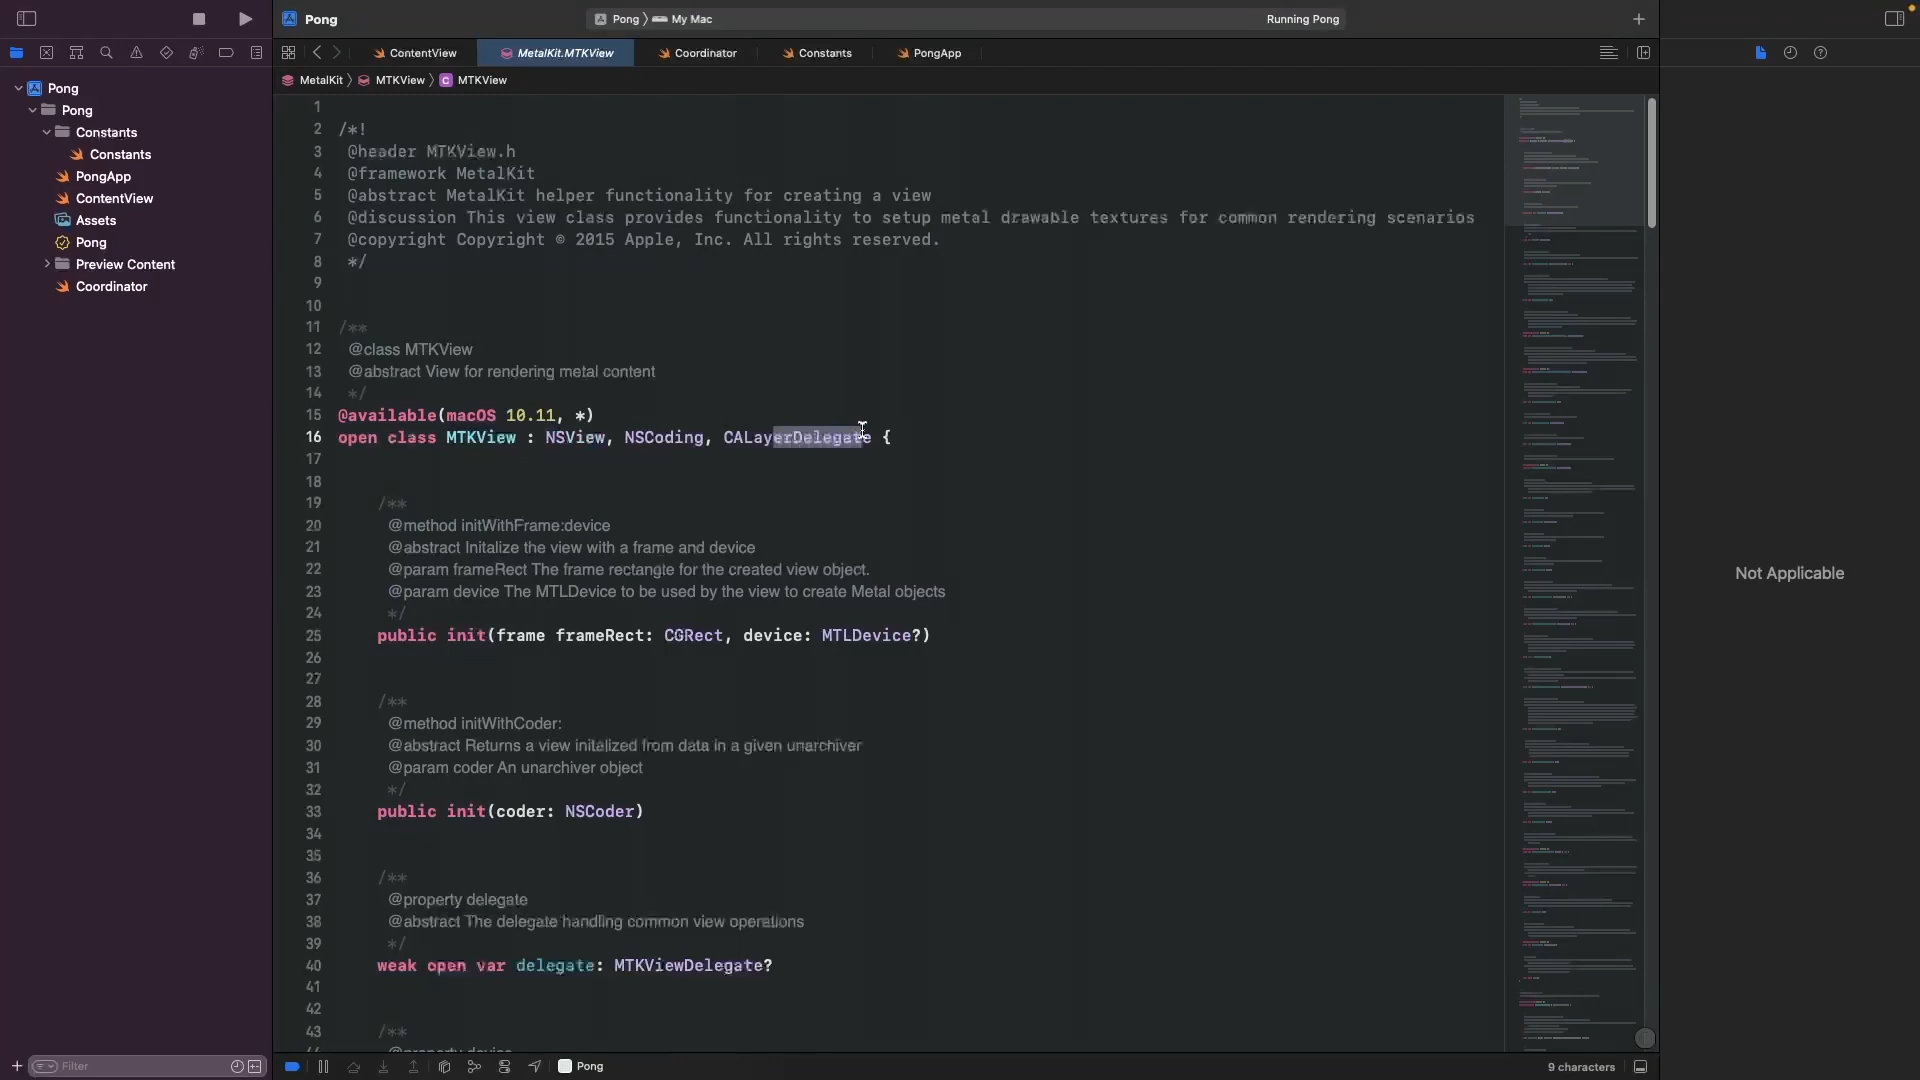 Pong
Pong 〉 My Mac
Running Pong
ContentView
MetalKit.MTKView
Coordinator
Constants
PongApp
MetalKit 〉 MTKView 〉 C MTKView
Pong
Pong
Constants
Constants
PongApp
ContentView
Assets
Pong
Preview Content
Coordinator
1
2 /*!
3 @header MTKView.h
4 @framework MetalKit
5 @abstract MetalKit helper functionality for creating a view
6 @discussion This view class provides functionality to setup metal drawable textures for common rendering scenarios
7 @copyright Copyright © 2015 Apple, Inc. All rights reserved.
8 */
9
10
11 /**
12 @class MTKView
13 @abstract View for rendering metal content
14 */
15 @available(macOS 10.11, *)
16 open class MTKView : NSView, NSCoding, CALayerDelegate {
17
18
19 /**
20 @method initWithFrame:device
21 @abstract Initalize the view with a frame and device
22 @param frameRect The frame rectangle for the created view object.
23 @param device The MTLDevice to be used by the view to create Metal objects
24 */
25 public init(frame frameRect: CGRect, device: MTLDevice?)
26
27
28 /**
29 @method initWithCoder:
30 @abstract Returns a view initalized from data in a given unarchiver
31 @param coder An unarchiver object
32 */
33 public init(coder: NSCoder)
34
35
36 /**
37 @property delegate
38 @abstract The delegate handling common view operations
39 */
40 weak open var delegate: MTKViewDelegate?
41
42
43 /**
Not Applicable
Filter
Pong
9 characters